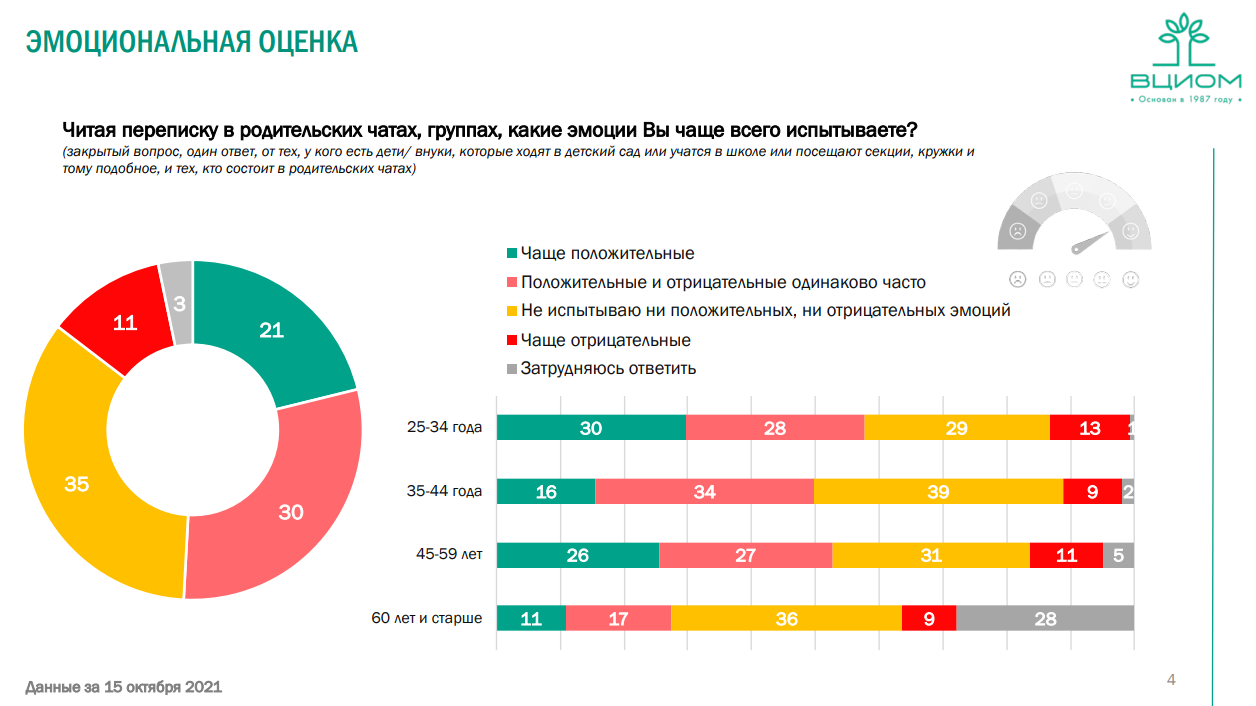 ЭМОЦИОНАЛЬНАЯ ОЦЕНКА
ВЦИОМ
• Основан в 1987 году •
Читая переписку в родительских чатах, группах, какие эмоции Вы чаще всего испытываете?
(закрытый вопрос, один ответ, от тех, у кого есть дети/ внуки, которые ходят в детский сад или учатся в школе или посещают секции, кружки и
тому подобное, и тех, кто состоит в родительских чатах)
Чаще положительные
Положительные и отрицательные одинаково часто
Не испытываю ни положительных, ни отрицательных эмоций
Чаще отрицательные
Затрудняюсь ответить
3
11
21
35
30
25-34 года 30 28 29 13 1
35-44 года 16 34 39 9 2
45-59 лет 26 27 31 11 5
60 лет и старше 11 17 36 9 28
Данные за 15 октября 2021
4